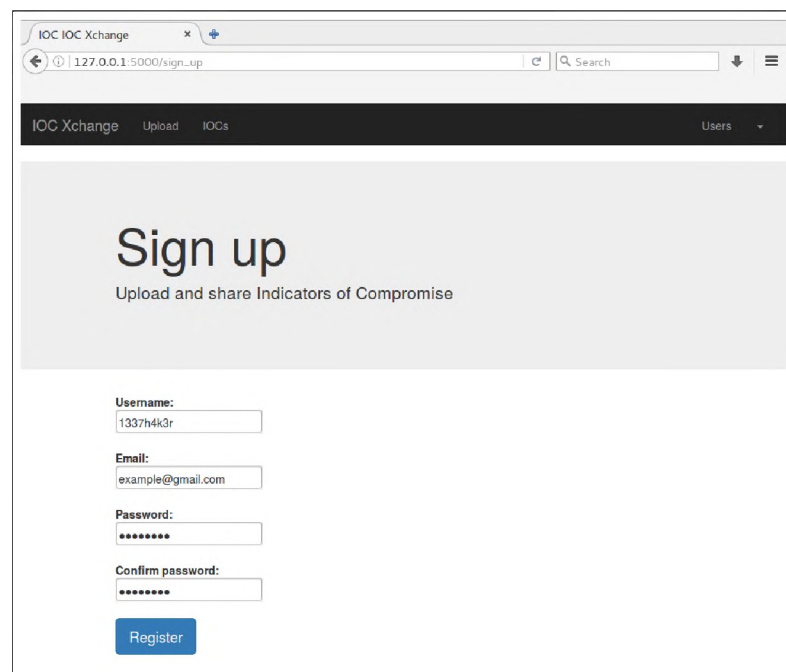 IOC IOC Xchange
127.0.0.1:5000/sign_up
Search
IOC Xchange Upload IOCs Users
Sign up
Upload and share Indicators of Compromise
Username:
1337h4k3r
Email:
example@gmail.com
Password:
••••••••
Confirm password:
••••••••
Register